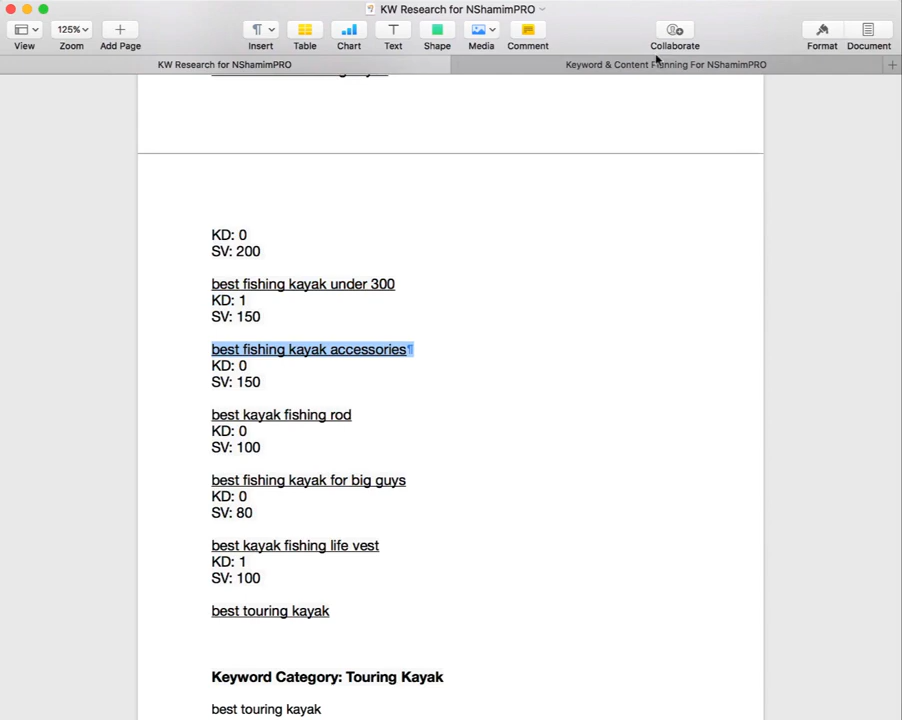 KW Research for NShamimPRO
125%
View Zoom Add Page Insert Table Chart Text Shape Media Comment Collaborate Format Document
KW Research for NShamimPRO
Keyword & Content Planning For NShamimPRO
KD: 0
SV: 200
best fishing kayak under 300
KD: 1
SV: 150
best fishing kayak accessories¶
KD: 0
SV: 150
best kayak fishing rod
KD: 0
SV: 100
best fishing kayak for big guys
KD: 0
SV: 80
best kayak fishing life vest
KD: 1
SV: 100
best touring kayak
Keyword Category: Touring Kayak
best touring kayak